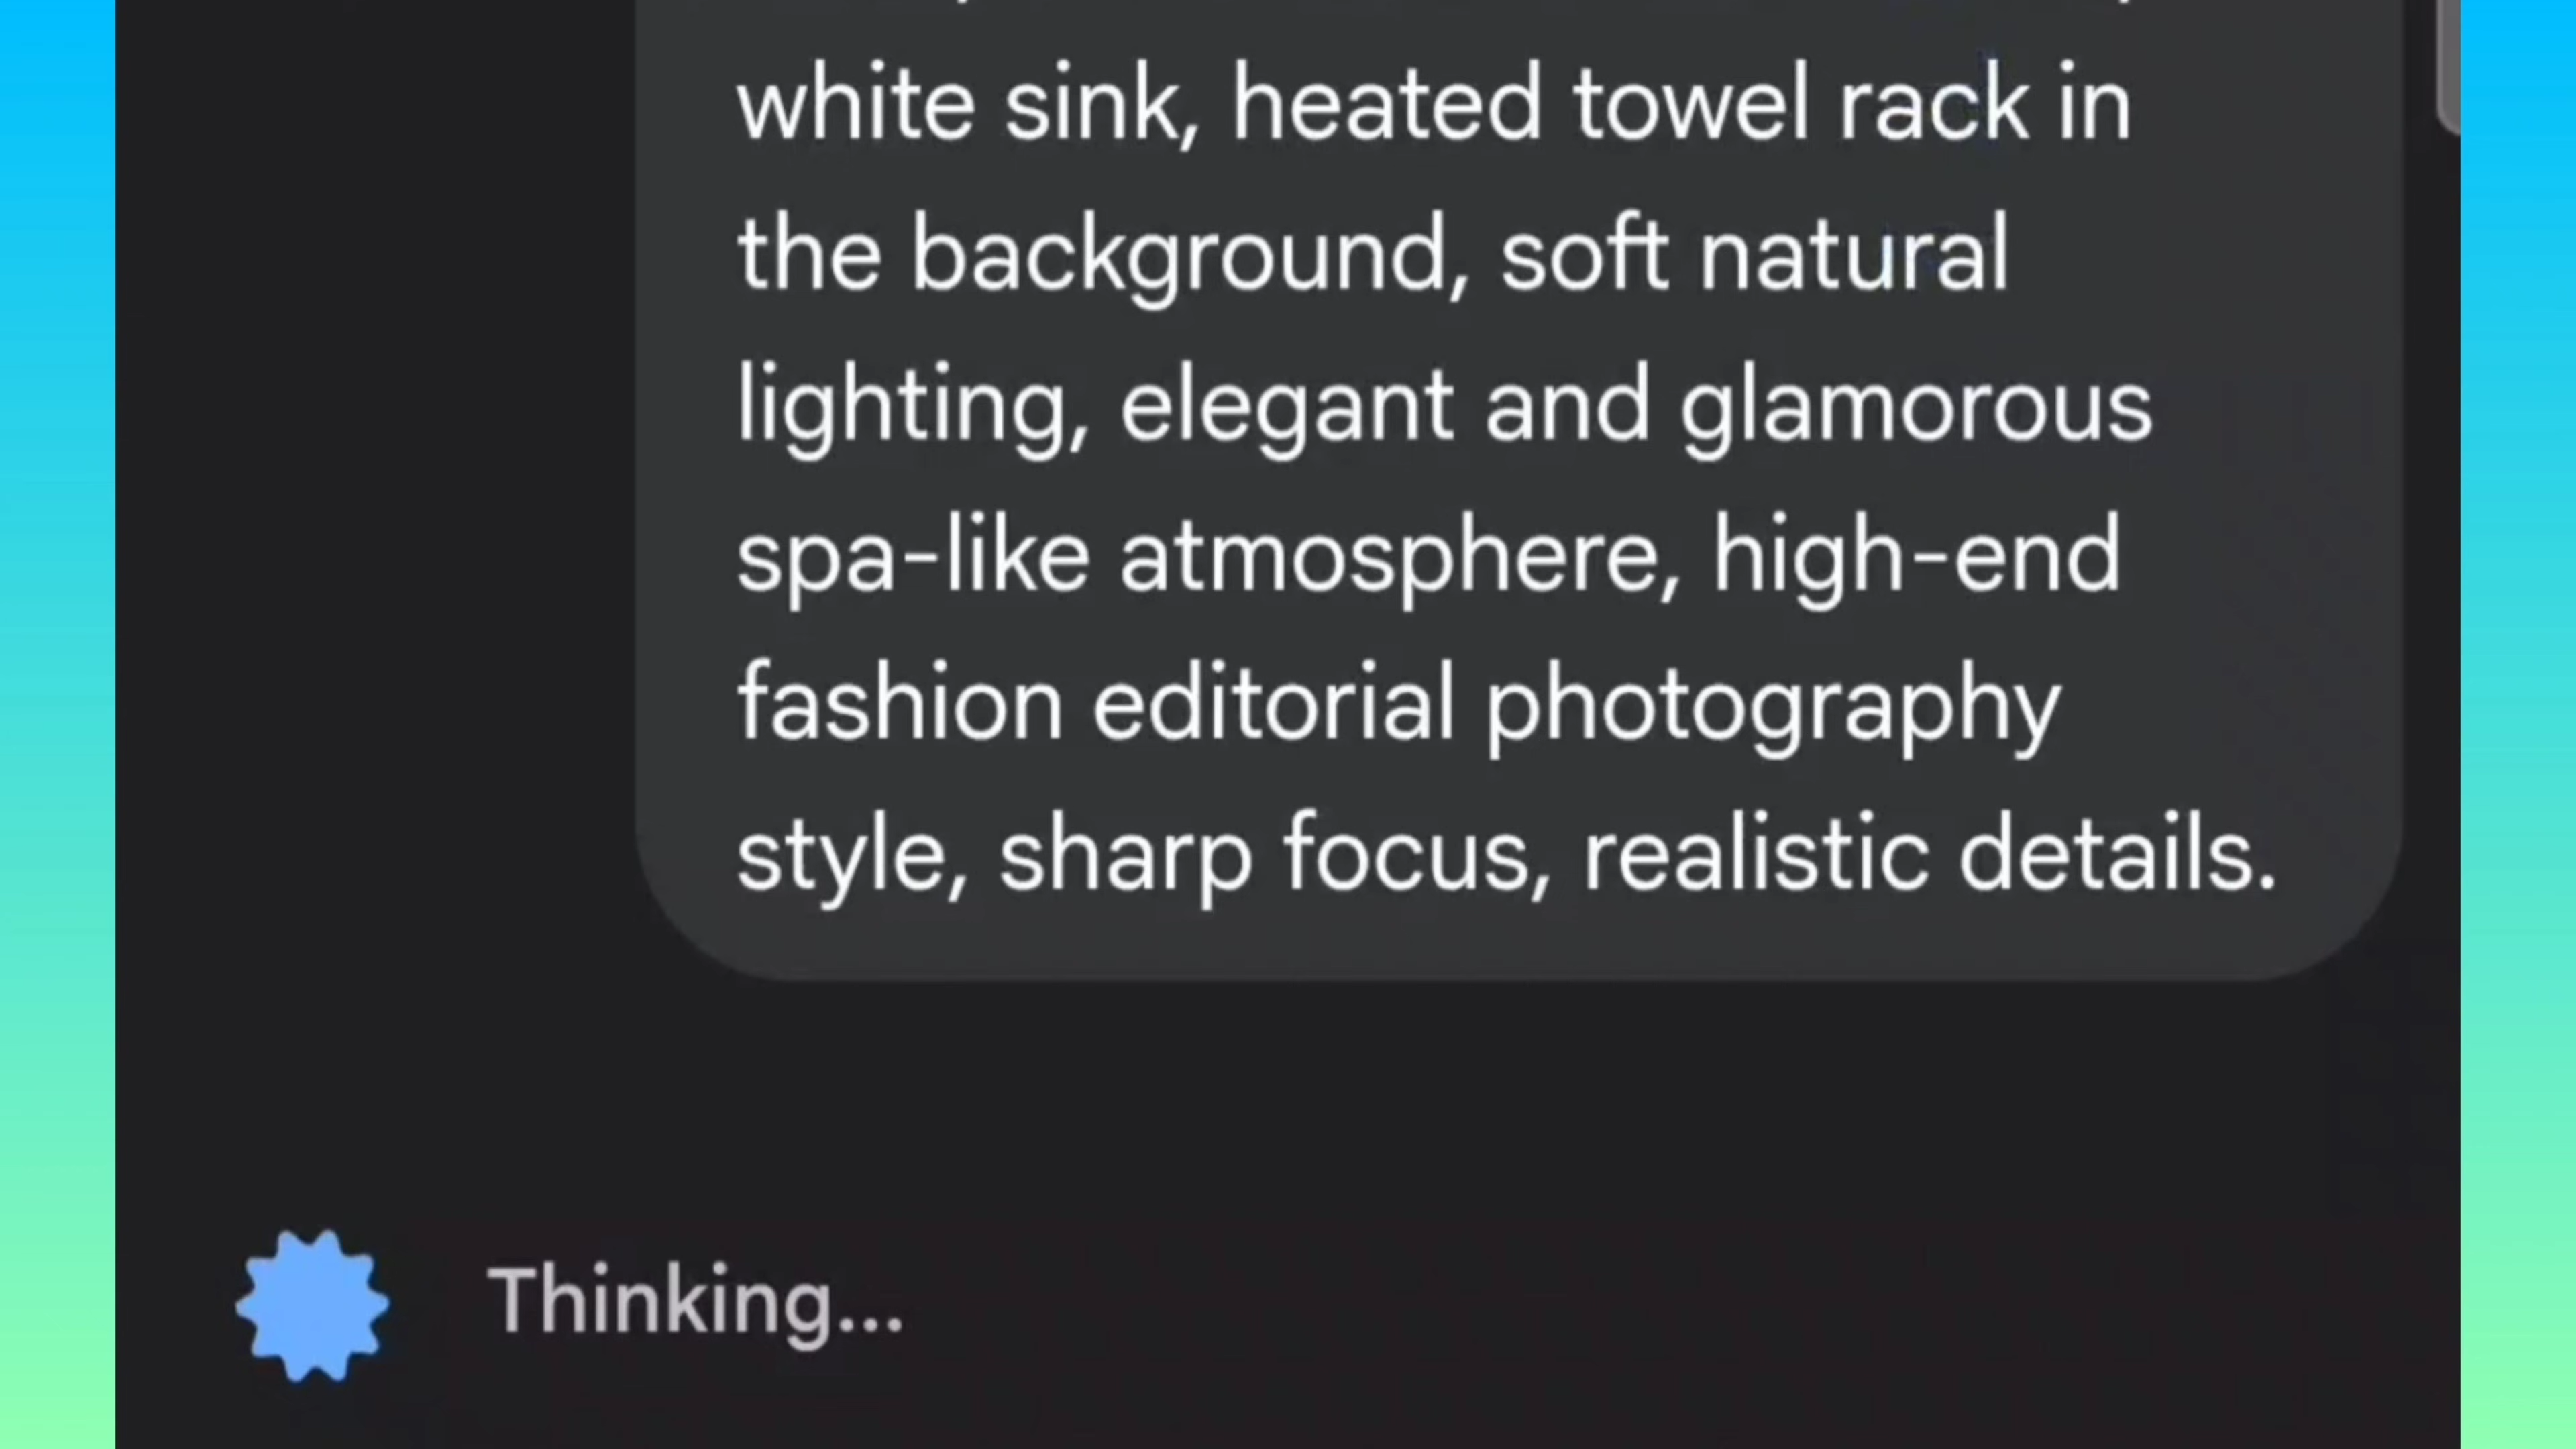 white sink, heated towel rack in
the background, soft natural
lighting, elegant and glamorous
spa-like atmosphere, high-end
fashion editorial photography
style, sharp focus, realistic details.
Thinking...